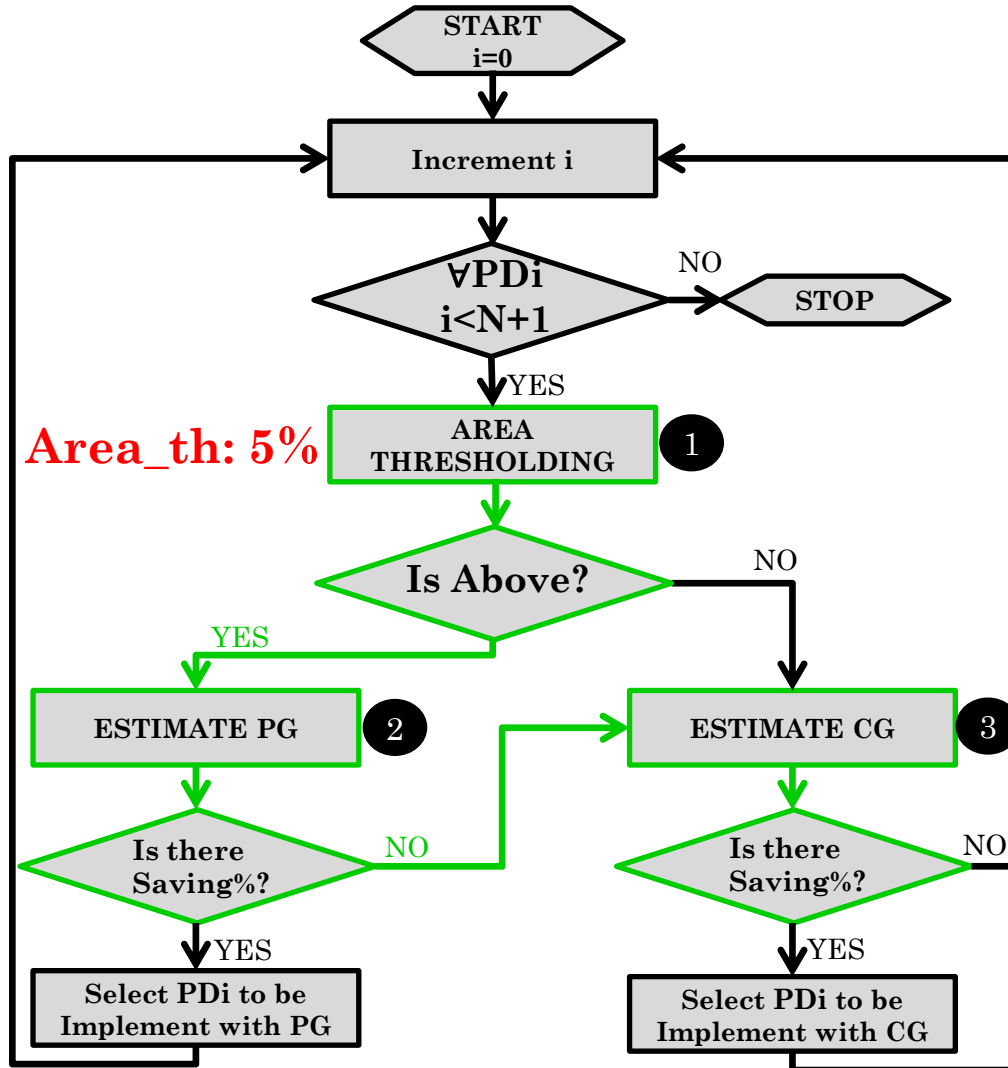 START
i=0
Increment i
∀PDi
i<N+1
NO
STOP
YES
Area_th: 5%
AREA
THRESHOLDING
1
Is Above?
NO
YES
ESTIMATE PG
2
ESTIMATE CG
3
Is there
Saving%?
NO
Is there
Saving%?
NO
YES
YES
Select PDi to be
Implement with PG
Select PDi to be
Implement with CG